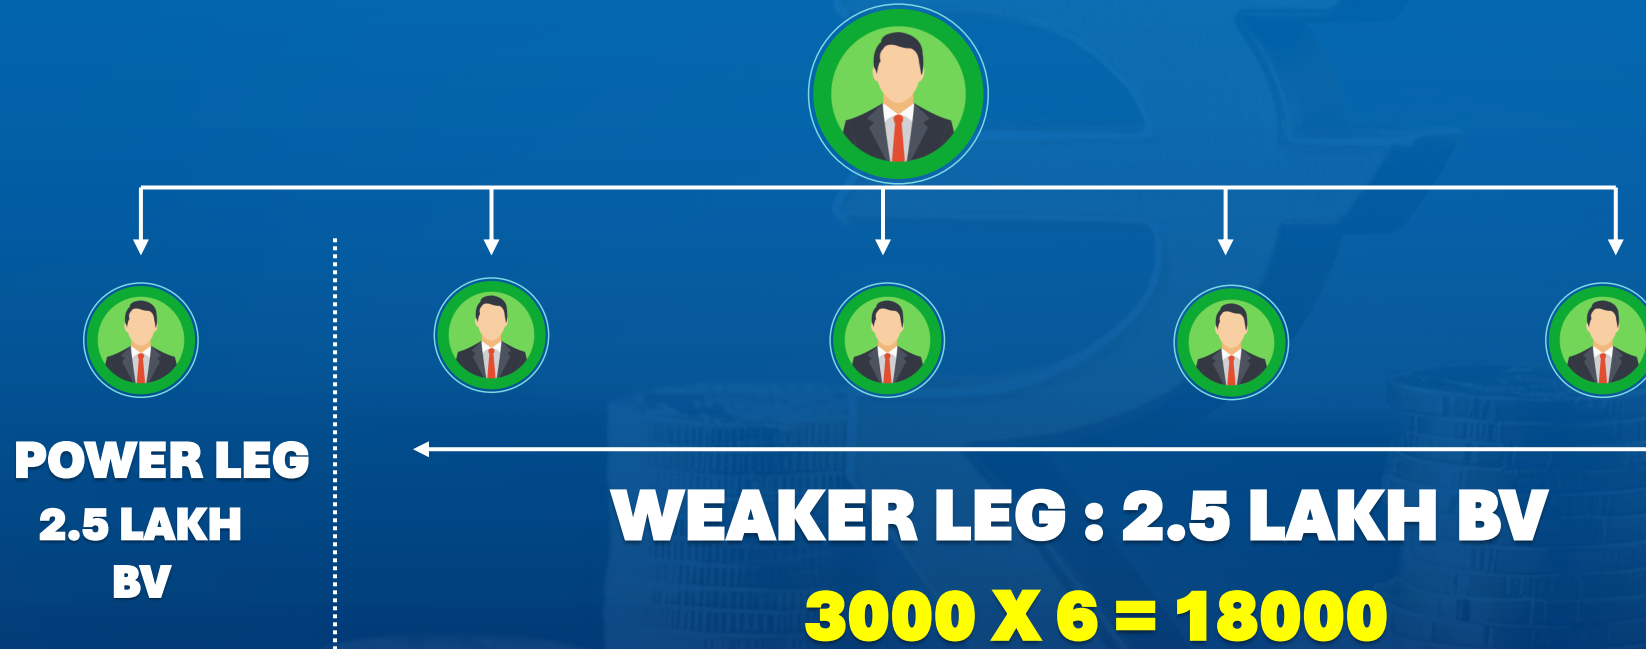 POWER LEG
2.5 LAKH
BV
WEAKER LEG : 2.5 LAKH BV
3000 X 6 = 18000